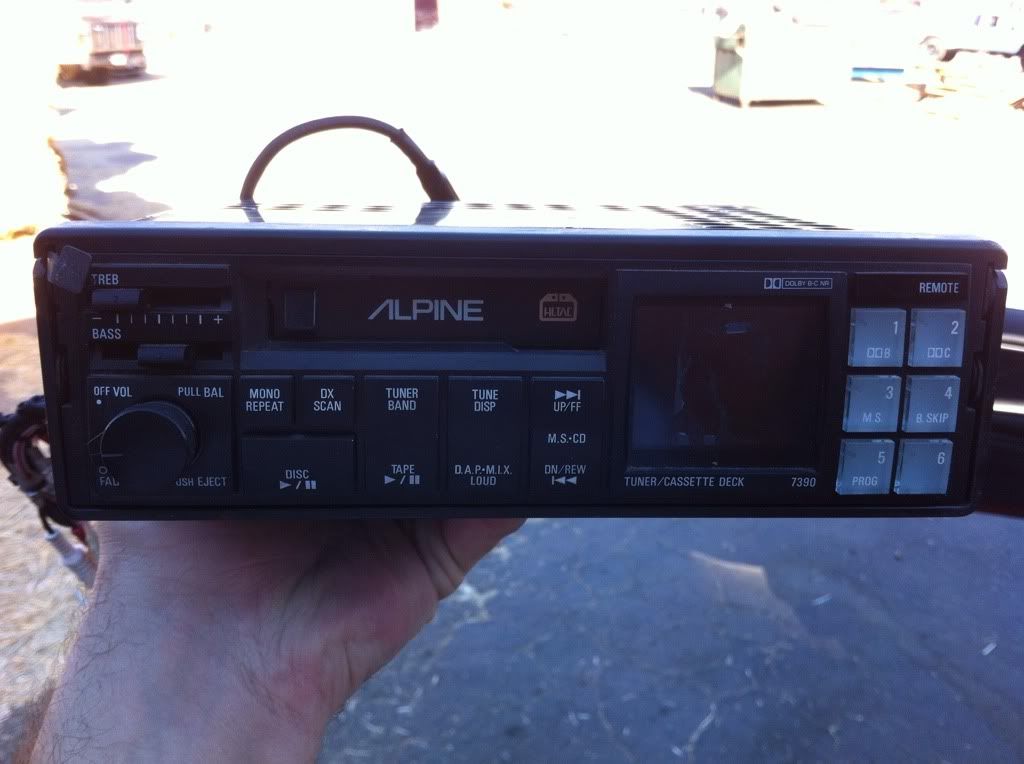 TREB
- +
BASS
OFF VOL PULL BAL
PUSH EJECT
ALPINE
MONO
REPEAT
DX
SCAN
TUNER
BAND
TUNE
DISP
UP/FF
M.S.•CD
DISC
TAPE
D.A.P.•M.I.X.
LOUD
DN/REW
DOLBY B-C NR
TUNER/CASSETTE DECK 7390
REMOTE
1
B
2
C
3
M.S.
4
B.SKIP
5
PROG
6